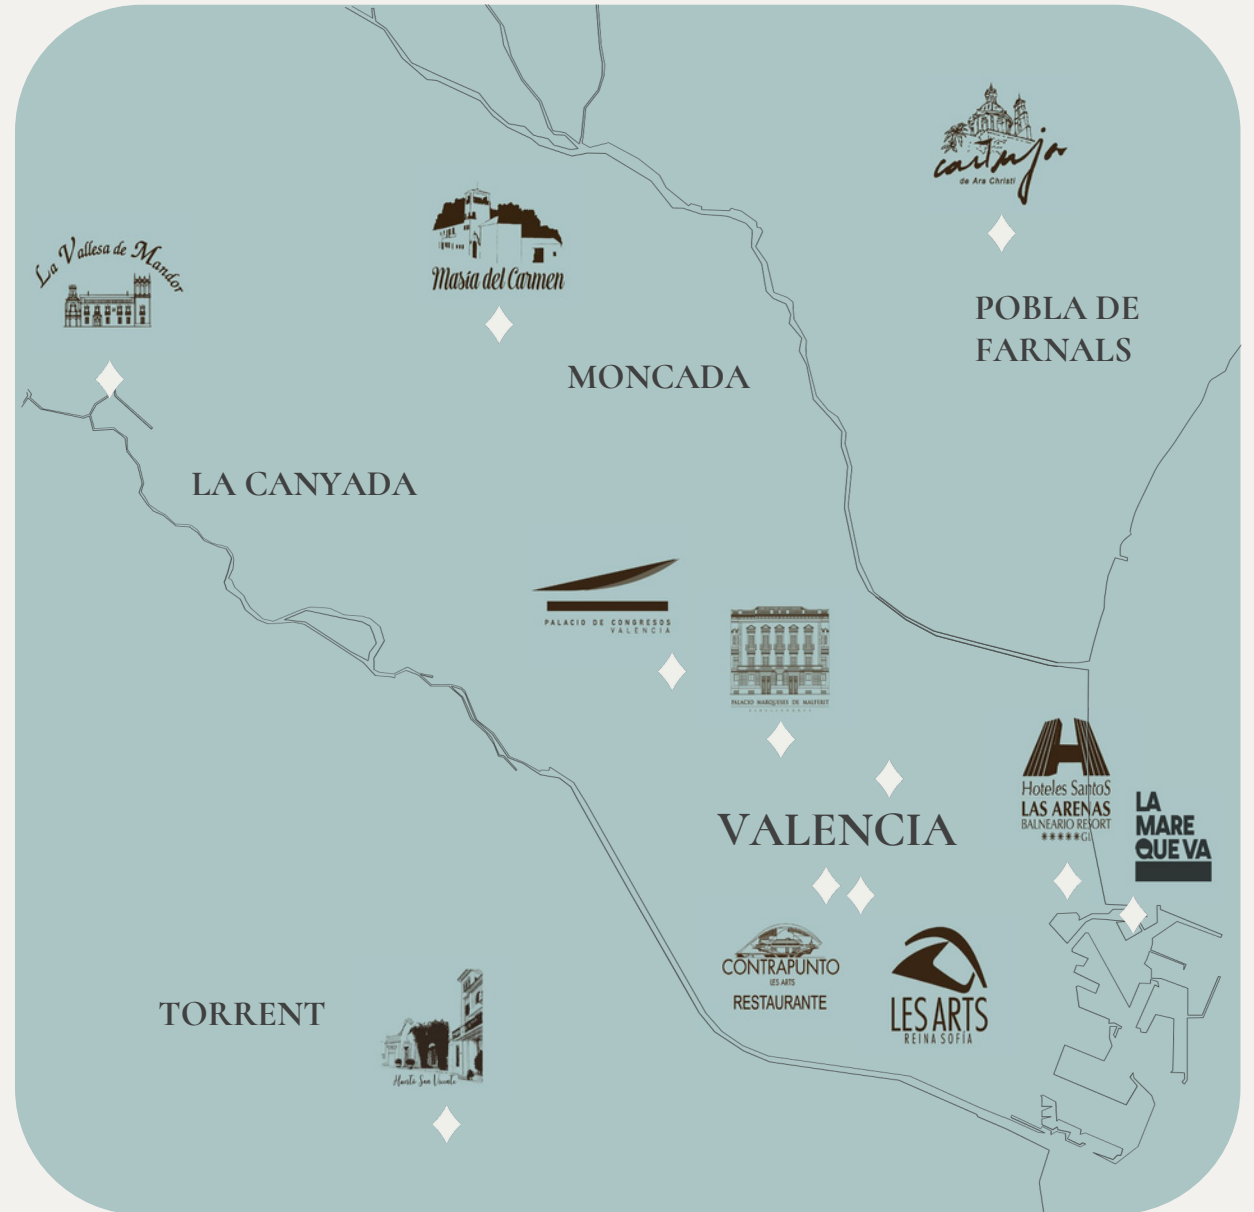 cartuja
de Ara Christi
Masía del Carmen
La Vallesa de Mandor
POBLA DE
FARNALS
MONCADA
LA CANYADA
PALACIO DE CONGRESOS
VALENCIA
PALACIO MARQUESES DE MALFERIT
Hoteles SantoS
LAS ARENAS
BALNEARIO RESORT
*****GL
LA
MARE
QUE VA
VALENCIA
CONTRAPUNTO
LES ARTS
RESTAURANTE
LES ARTS
REINA SOFÍA
TORRENT
Huerto San Vicente